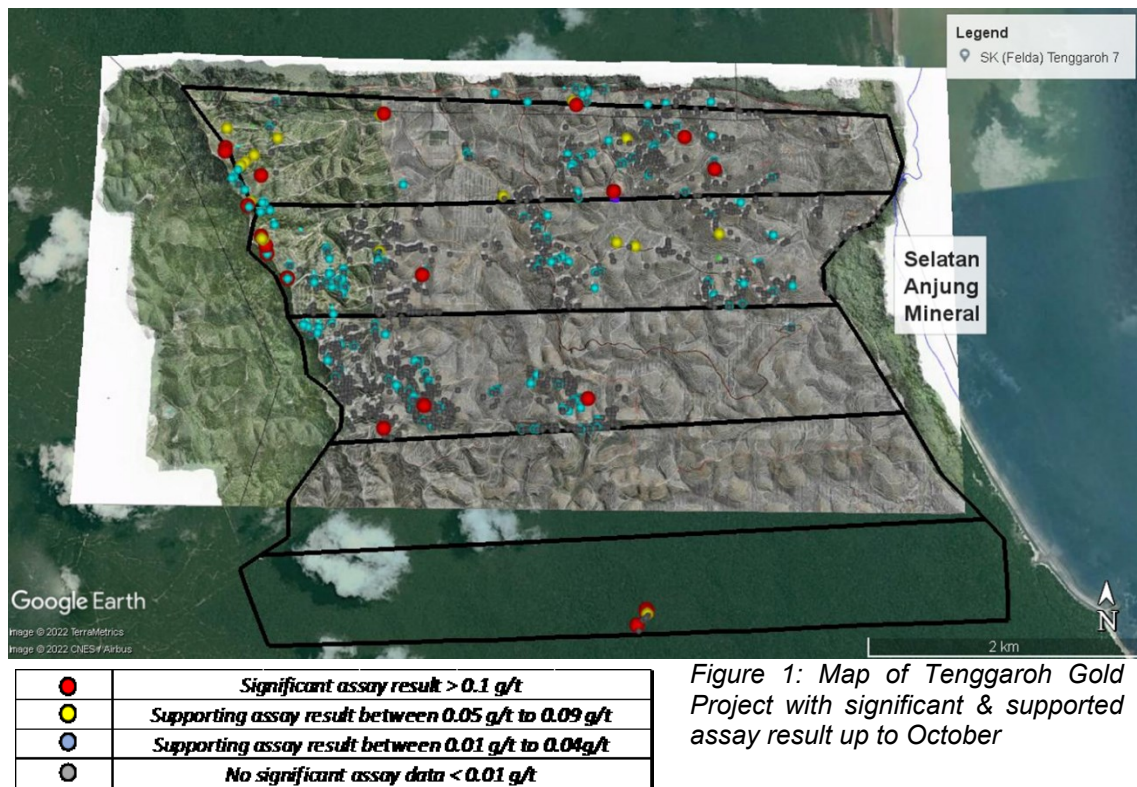 Legend
SK (Felda) Tenggaroh 7
Selatan
Anjung
Mineral
Google Earth
Image © 2022 TerraMetrics
Image © 2022 CNES / Airbus
N
2 km
Significant assay result > 0.1 g/t
Supporting assay result between 0.05 g/t to 0.09 g/t
Supporting assay result between 0.01 g/t to 0.04g/t
No significant assay data < 0.01 g/t
Figure 1: Map of Tenggaroh Gold
Project with significant & supported
assay result up to October